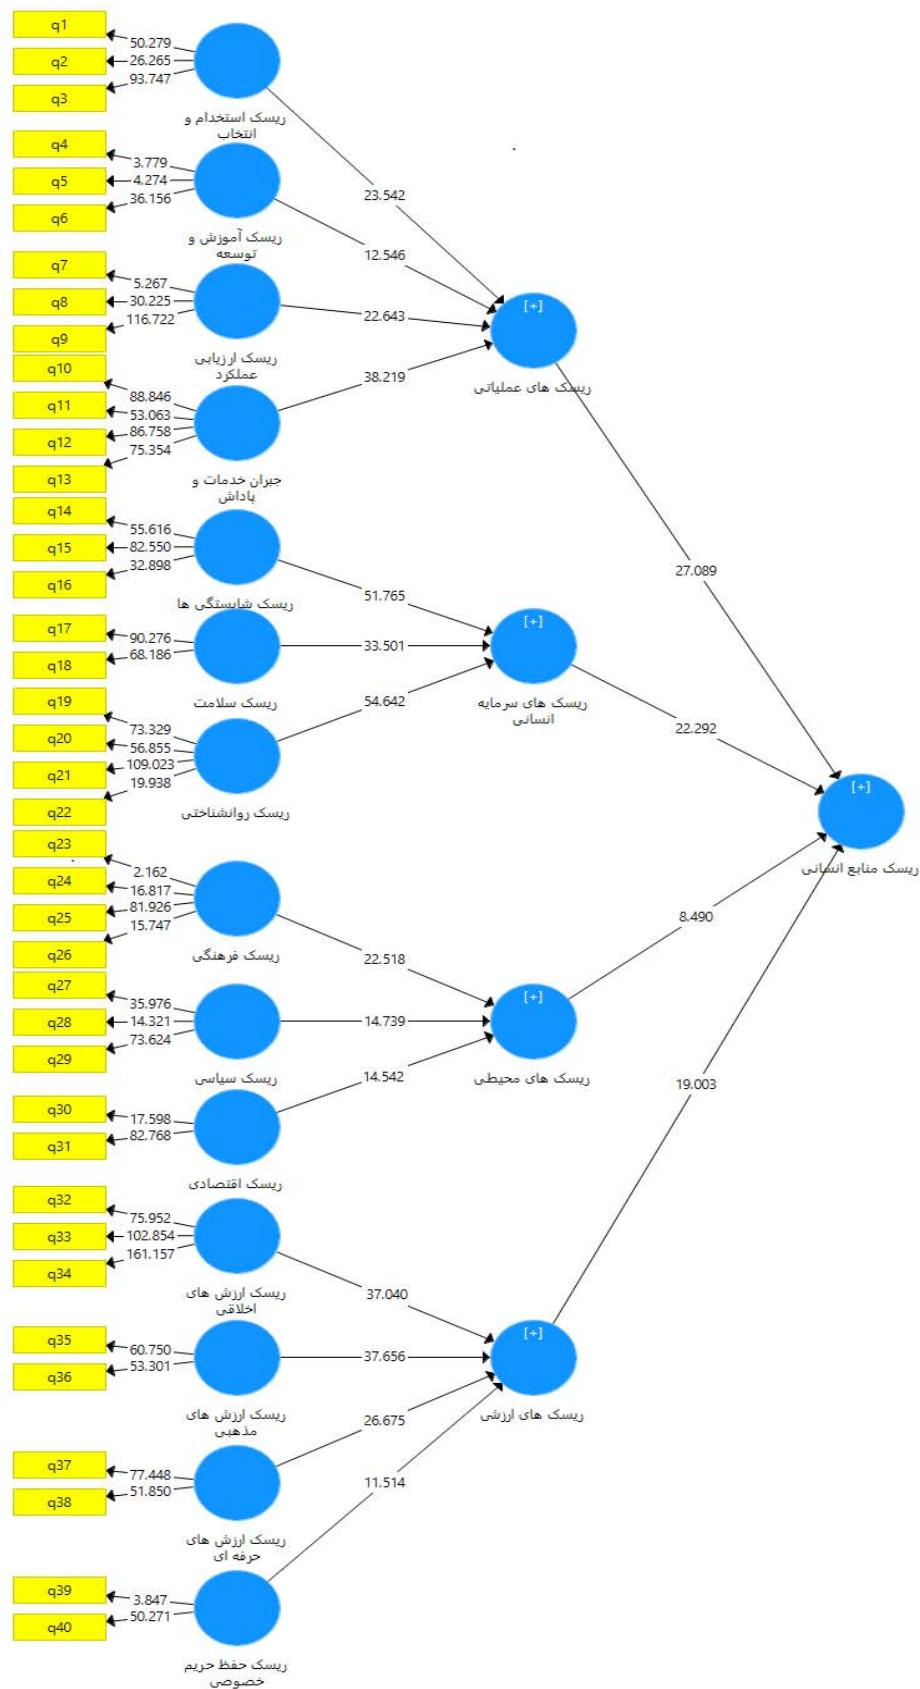 q1
q2
q3
50.279
26.265
93.747
ریسک استخدام و
انتخاب
q4
q5
q6
3.779
4.274
36.156
ریسک آموزش و
توسعه
q7
q8
q9
5.267
30.225
116.722
ریسک ارزیابی
عملکرد
q10
q11
q12
q13
88.846
53.063
86.758
75.354
جبران خدمات و
پاداش
23.542
12.546
22.643
38.219
[+]
ریسک های عملیاتی
q14
q15
q16
55.616
82.550
32.898
ریسک شایستگی ها
q17
q18
90.276
68.186
ریسک سلامت
q19
q20
q21
q22
73.329
56.855
109.023
19.938
ریسک روانشناختی
51.765
33.501
54.642
[+]
ریسک های سرمایه
انسانی
27.089
22.292
[+]
ریسک منابع انسانی
8.490
19.003
q23
q24
q25
q26
2.162
16.817
81.926
15.747
ریسک فرهنگی
q27
q28
q29
35.976
14.321
73.624
ریسک سیاسی
q30
q31
17.598
82.768
ریسک اقتصادی
22.518
14.739
14.542
[+]
ریسک های محیطی
q32
q33
q34
75.952
102.854
161.157
ریسک ارزش های
اخلاقی
q35
q36
60.750
53.301
ریسک ارزش های
مذهبی
q37
q38
77.448
51.850
ریسک ارزش های
حرفه ای
q39
q40
3.847
50.271
ریسک حفظ حریم
خصوصی
37.040
37.656
26.675
11.514
[+]
ریسک های ارزشی